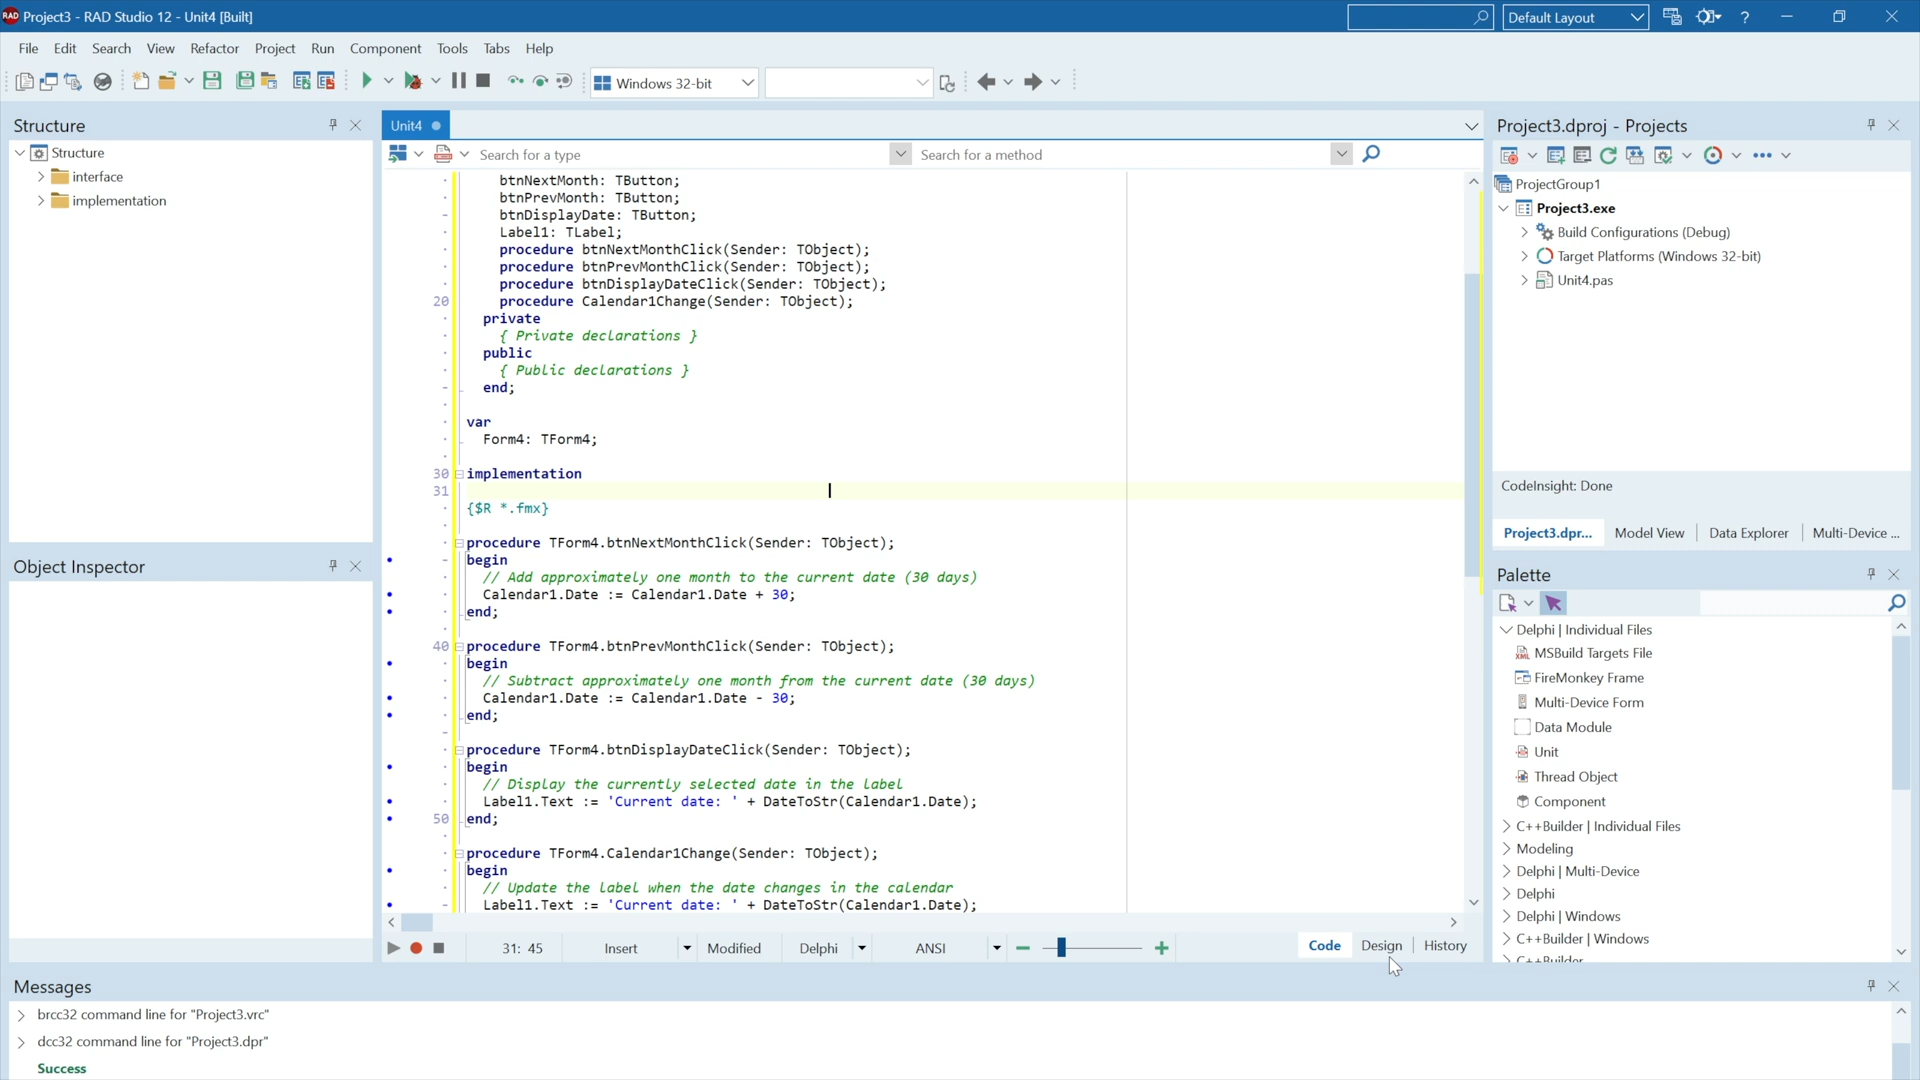 Project3 - RAD Studio 12 - Unit4 [Built]
Default Layout
?
File Edit Search View Refactor Project Run Component Tools Tabs Help
Windows 32-bit
Structure
Structure
interface
implementation
Object Inspector
Unit4
Search for a type
Search for a method
btnNextMonth: TButton;
btnPrevMonth: TButton;
btnDisplayDate: TButton;
Label1: TLabel;
procedure btnNextMonthClick(Sender: TObject);
procedure btnPrevMonthClick(Sender: TObject);
procedure btnDisplayDateClick(Sender: TObject);
20 procedure Calendar1Change(Sender: TObject);
private
{ Private declarations }
public
{ Public declarations }
end;
var
Form4: TForm4;
30 implementation
31
{$R *.fmx}
procedure TForm4.btnNextMonthClick(Sender: TObject);
begin
// Add approximately one month to the current date (30 days)
Calendar1.Date := Calendar1.Date + 30;
end;
40 procedure TForm4.btnPrevMonthClick(Sender: TObject);
begin
// Subtract approximately one month from the current date (30 days)
Calendar1.Date := Calendar1.Date - 30;
end;
procedure TForm4.btnDisplayDateClick(Sender: TObject);
begin
// Display the currently selected date in the label
Label1.Text := 'Current date: ' + DateToStr(Calendar1.Date);
50 end;
procedure TForm4.Calendar1Change(Sender: TObject);
begin
// Update the label when the date changes in the calendar
Label1.Text := 'Current date: ' + DateToStr(Calendar1.Date);
31: 45 Insert Modified Delphi ANSI
Code Design History
Project3.dproj - Projects
ProjectGroup1
Project3.exe
Build Configurations (Debug)
Target Platforms (Windows 32-bit)
Unit4.pas
CodeInsight: Done
Project3.dpr... Model View Data Explorer Multi-Device ...
Palette
Delphi | Individual Files
MSBuild Targets File
FireMonkey Frame
Multi-Device Form
Data Module
Unit
Thread Object
Component
C++Builder | Individual Files
Modeling
Delphi | Multi-Device
Delphi
Delphi | Windows
C++Builder | Windows
C++Builder
Messages
brcc32 command line for "Project3.vrc"
dcc32 command line for "Project3.dpr"
Success